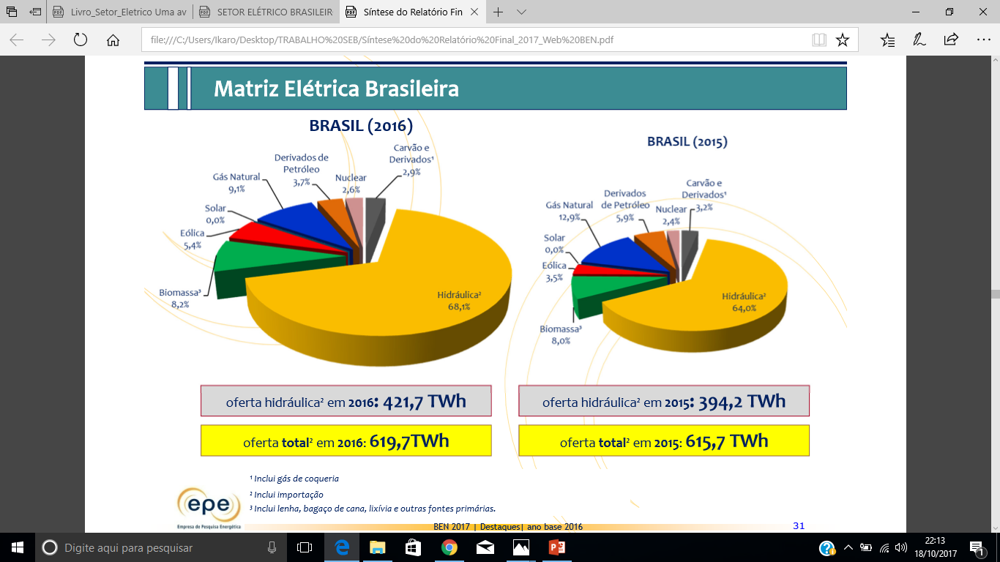 Livro_Setor_Eletrico Uma av
SETOR ELÉTRICO BRASILEIR
Síntese do Relatório Fin
file:///C:/Users/Ikaro/Desktop/TRABALHO%20SEB/Síntese%20do%20Relatório%20Final_2017_Web%20BEN.pdf
Matriz Elétrica Brasileira
BRASIL (2016)
Carvão e
Derivados¹
2,9%
Derivados de
Petróleo
3,7%
Nuclear
2,6%
Gás Natural
9,1%
Solar
0,0%
Eólica
5,4%
Biomassa³
8,2%
Hidráulica²
68,1%
BRASIL (2015)
Carvão e
Derivados¹
3,2%
Derivados
de Petróleo
5,9%
Nuclear
2,4%
Gás Natural
12,9%
Solar
0,0%
Eólica
3,5%
Biomassa³
8,0%
Hidráulica²
64,0%
oferta hidráulica² em 2016: 421,7 TWh
oferta hidráulica² em 2015: 394,2 TWh
oferta total² em 2016: 619,7TWh
oferta total² em 2015: 615,7 TWh
¹ Inclui gás de coqueria
² Inclui importação
³ Inclui lenha, bagaço de cana, lixívia e outras fontes primárias.
epe
Empresa de Pesquisa Energética
BEN 2017 | Destaques| ano base 2016
31
Digite aqui para pesquisar
22:13
18/10/2017
1